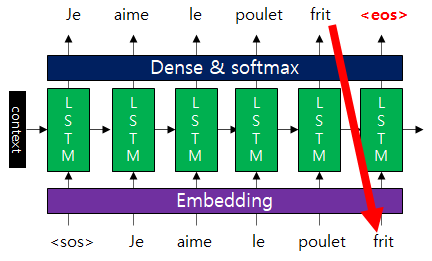 Je aime le poulet frit <eos>
Dense & softmax
context
LSTM LSTM LSTM LSTM LSTM LSTM
Embedding
<sos> Je aime le poulet frit